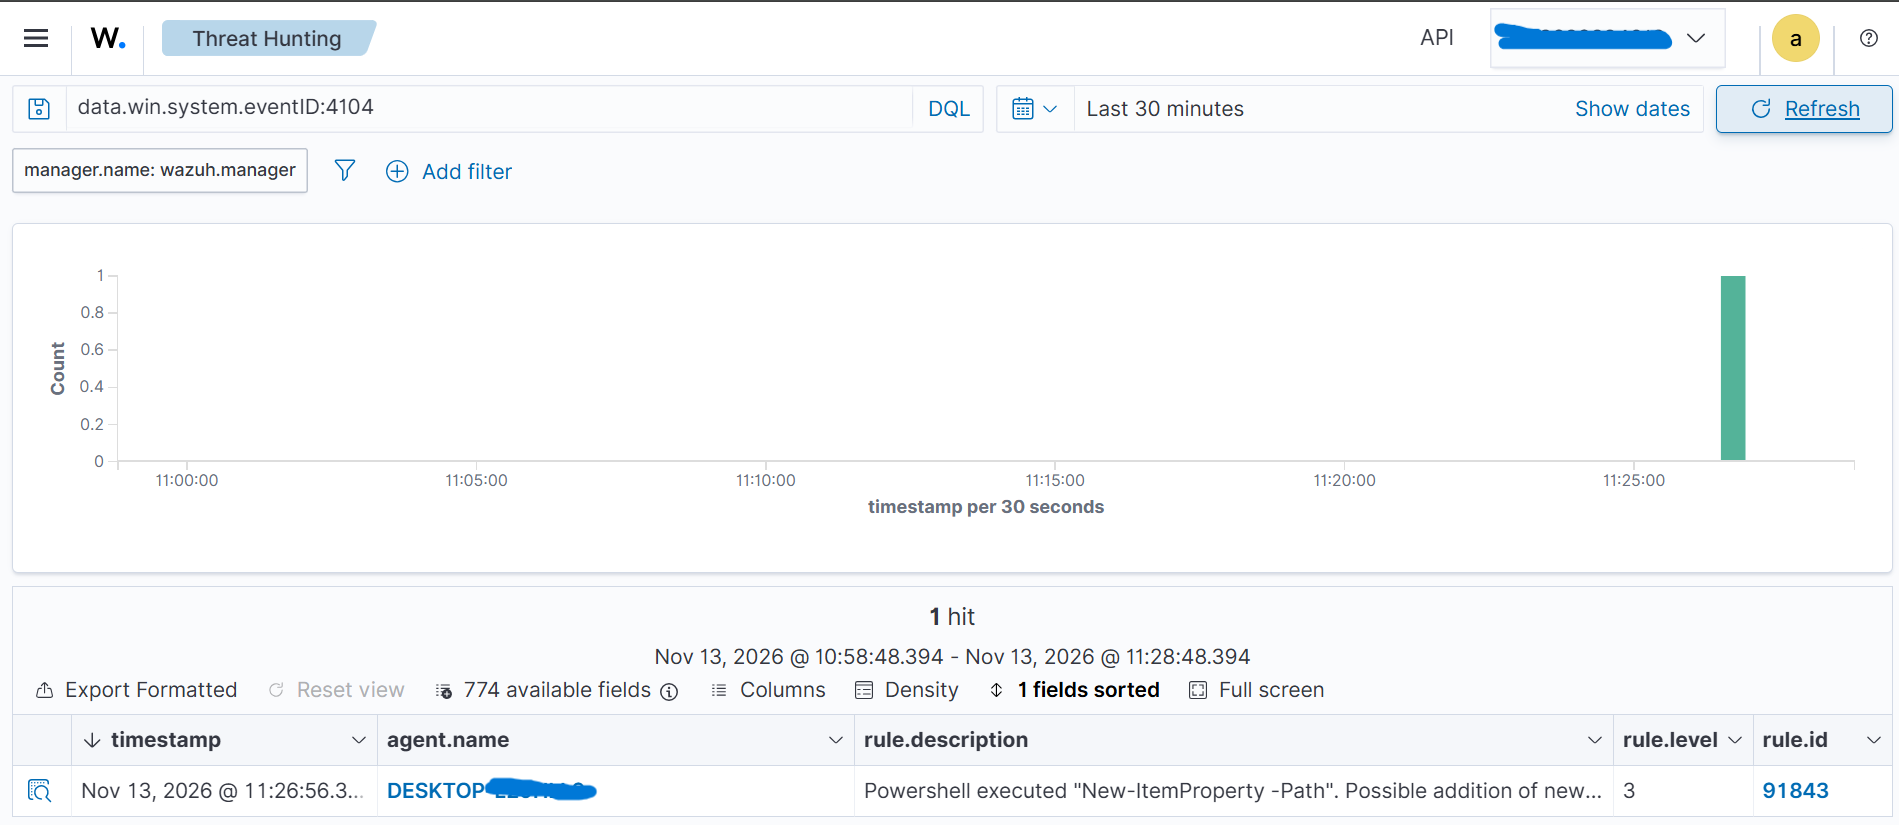 W. Threat Hunting API a
data.win.system.eventID:4104 DQL Last 30 minutes Show dates Refresh
manager.name: wazuh.manager Add filter
1
0.8
0.6
0.4
0.2
0
Count
11:00:00 11:05:00 11:10:00 11:15:00 11:20:00 11:25:00
timestamp per 30 seconds
1 hit
Nov 13, 2026 @ 10:58:48.394 - Nov 13, 2026 @ 11:28:48.394
Export Formatted Reset view 774 available fields Columns Density 1 fields sorted Full screen
timestamp agent.name rule.description rule.level rule.id
Nov 13, 2026 @ 11:26:56.3... DESKTOP Powershell executed "New-ItemProperty -Path". Possible addition of new... 3 91843